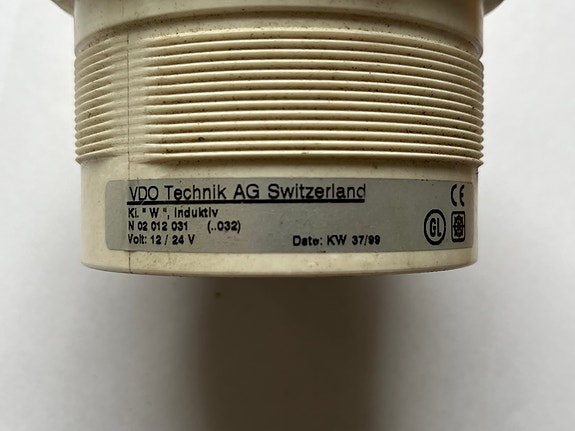 VDO Technik AG Switzerland
Kl. " W ", Induktiv
N 02 012 031 (..032)
Volt: 12 / 24 V Date: KW 37/99
CE
GL